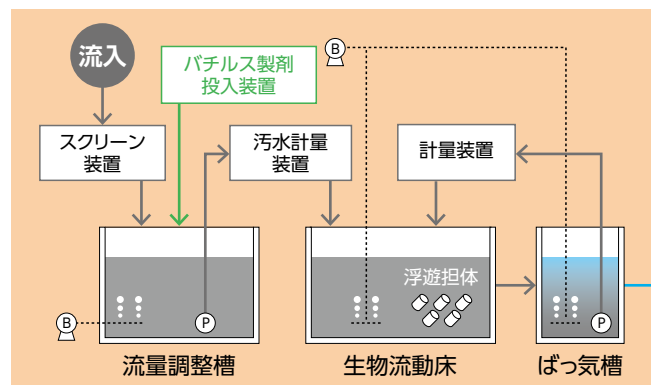 流入
バチルス製剤
投入装置
B
スクリーン
装置
汚水計量
装置
計量装置
浮遊担体
B
P
P
流量調整槽
生物流動床
ばっ気槽